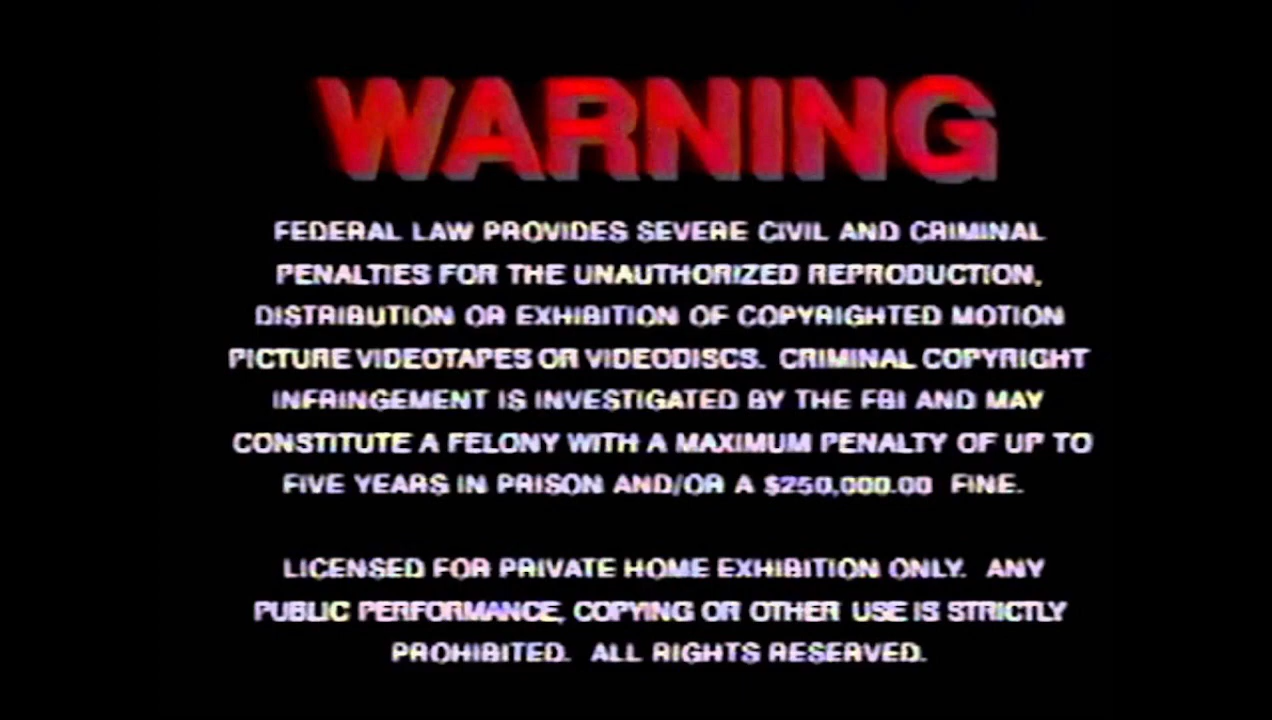 WARNING
FEDERAL LAW PROVIDES SEVERE CIVIL AND CRIMINAL
PENALTIES FOR THE UNAUTHORIZED REPRODUCTION,
DISTRIBUTION OR EXHIBITION OF COPYRIGHTED MOTION
PICTURE VIDEOTAPES OR VIDEODISCS. CRIMINAL COPYRIGHT
INFRINGEMENT IS INVESTIGATED BY THE FBI AND MAY
CONSTITUTE A FELONY WITH A MAXIMUM PENALTY OF UP TO
FIVE YEARS IN PRISON AND/OR A $250,000.00 FINE.
LICENSED FOR PRIVATE HOME EXHIBITION ONLY. ANY
PUBLIC PERFORMANCE, COPYING OR OTHER USE IS STRICTLY
PROHIBITED. ALL RIGHTS RESERVED.